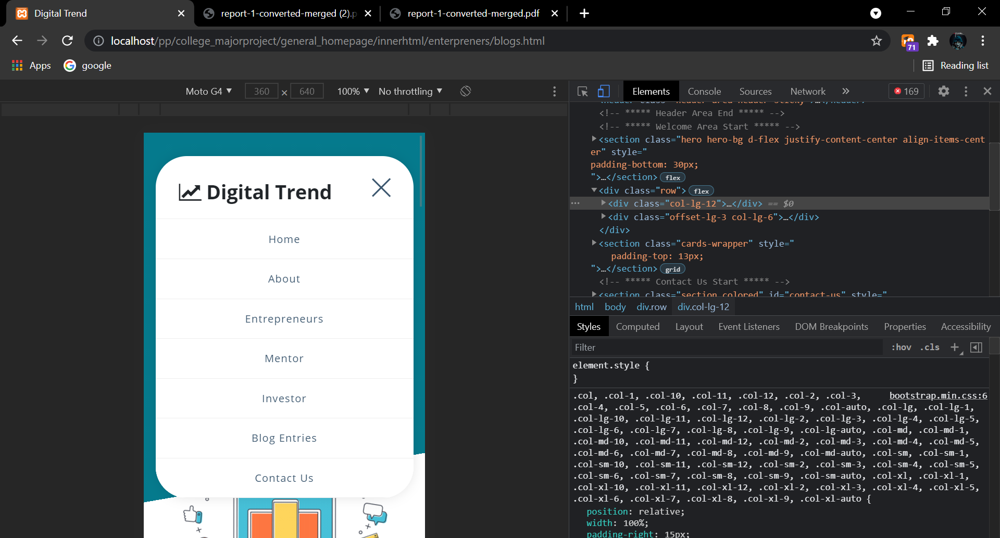 Digital Trend
report-1-converted-merged (2).p
report-1-converted-merged.pdf
localhost/pp/college_majorproject/general_homepage/innerhtml/enterpreners/blogs.html
71
Apps
google
Reading list
Moto G4
360
×
640
100%
No throttling
Elements
Console
Sources
Network
169
<header class="header-area header-sticky">…</header>
<!-- ***** Header Area End ***** -->
<!-- ***** Welcome Area Start ***** -->
<section class="hero hero-bg d-flex justify-content-center align-items-cent
er" style="
padding-bottom: 30px;
">…</section> flex
<div class="row"> flex
<div class="col-lg-12">…</div> == $0
<div class="offset-lg-3 col-lg-6">…</div>
</div>
<section class="cards-wrapper" style="
padding-top: 13px;
">…</section> grid
<!-- ***** Contact Us Start ***** -->
<section class="section colored" id="contact-us" style="
html body div.row div.col-lg-12
Styles Computed Layout Event Listeners DOM Breakpoints Properties Accessibility
Filter
:hov .cls
element.style {
}
.col, .col-1, .col-10, .col-11, .col-12, .col-2, .col-3, bootstrap.min.css:6
.col-4, .col-5, .col-6, .col-7, .col-8, .col-9, .col-auto, .col-lg, .col-lg-1,
.col-lg-10, .col-lg-11, .col-lg-12, .col-lg-2, .col-lg-3, .col-lg-4, .col-lg-5,
.col-lg-6, .col-lg-7, .col-lg-8, .col-lg-9, .col-lg-auto, .col-md, .col-md-1,
.col-md-10, .col-md-11, .col-md-12, .col-md-2, .col-md-3, .col-md-4, .col-md-5,
.col-md-6, .col-md-7, .col-md-8, .col-md-9, .col-md-auto, .col-sm, .col-sm-1,
.col-sm-10, .col-sm-11, .col-sm-12, .col-sm-2, .col-sm-3, .col-sm-4, .col-sm-5,
.col-sm-6, .col-sm-7, .col-sm-8, .col-sm-9, .col-sm-auto, .col-xl, .col-xl-1,
.col-xl-10, .col-xl-11, .col-xl-12, .col-xl-2, .col-xl-3, .col-xl-4, .col-xl-5,
.col-xl-6, .col-xl-7, .col-xl-8, .col-xl-9, .col-xl-auto {
position: relative;
width: 100%;
padding-right: 15px;
Digital Trend
Home
About
Entrepreneurs
Mentor
Investor
Blog Entries
Contact Us